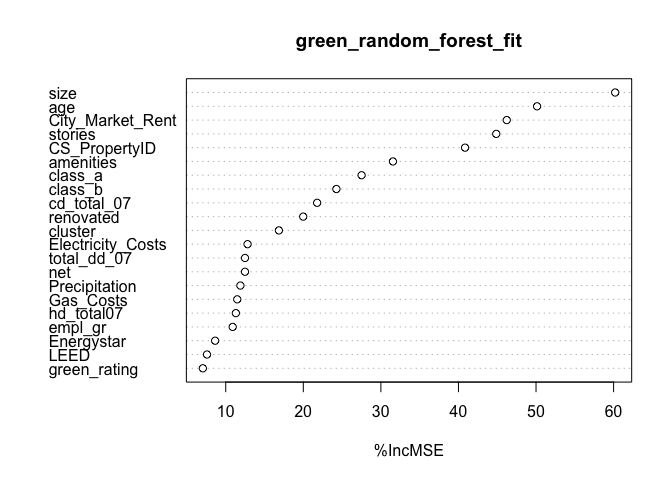 green_random_forest_fit
size
age
City_Market_Rent
stories
CS_PropertyID
amenities
class_a
class_b
cd_total_07
renovated
cluster
Electricity_Costs
total_dd_07
net
Precipitation
Gas_Costs
hd_total07
empl_gr
Energystar
LEED
green_rating
10 20 30 40 50 60
%IncMSE